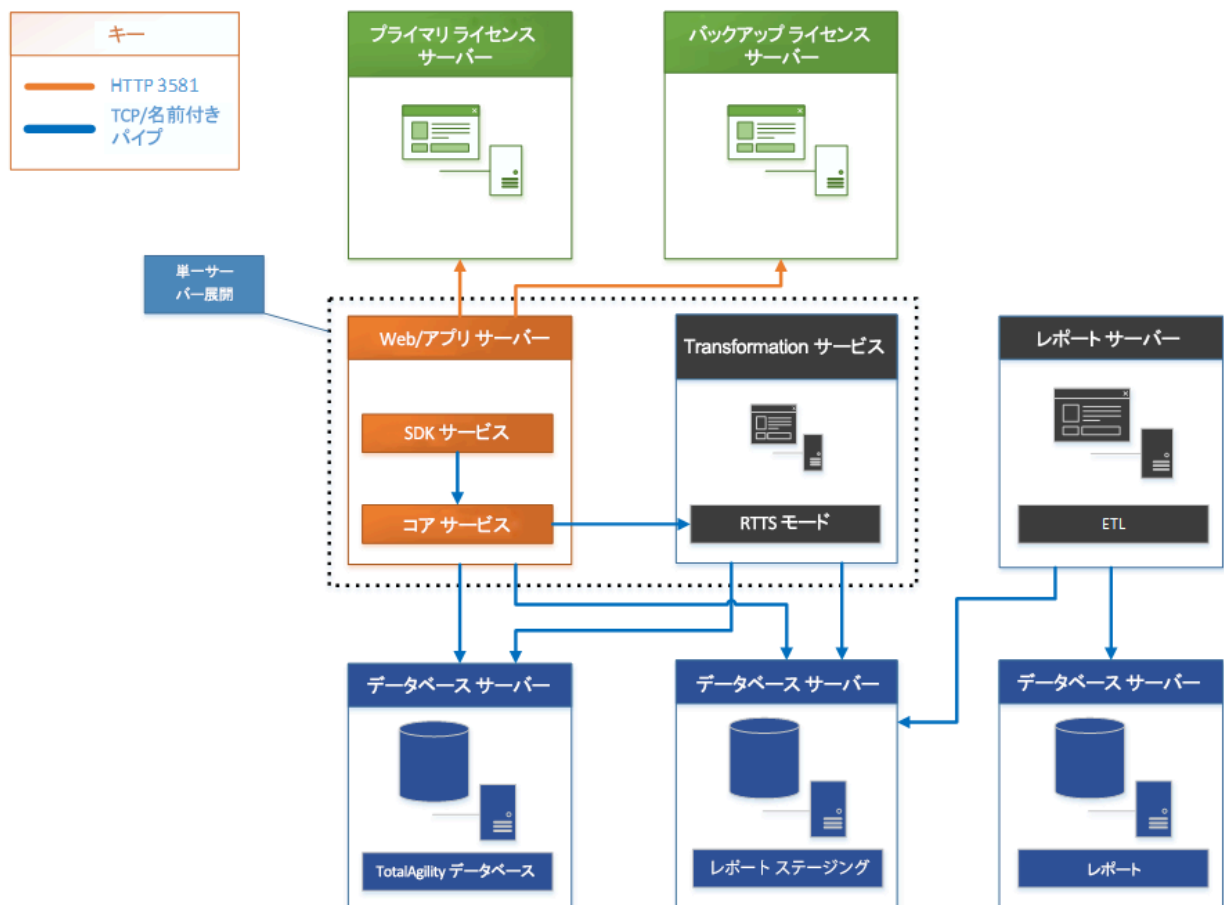 キー
HTTP 3581
TCP/名前付き
パイプ
プライマリ ライセンス
サーバー
バックアップ ライセンス
サーバー
単一サー
バー展開
Web/アプリ サーバー
SDK サービス
コア サービス
Transformation サービス
RTTS モード
レポート サーバー
ETL
データベース サーバー
TotalAgility データベース
データベース サーバー
レポート ステージング
データベース サーバー
レポート